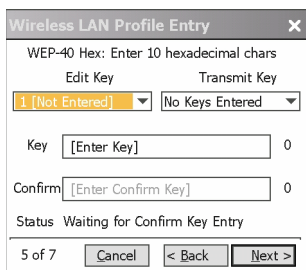 Wireless LAN Profile Entry X
WEP-40 Hex: Enter 10 hexadecimal chars
Edit Key Transmit Key
1 [Not Entered] No Keys Entered
Key [Enter Key] 0
Confirm [Enter Confirm Key] 0
Status Waiting for Confirm Key Entry
5 of 7 Cancel < Back Next >